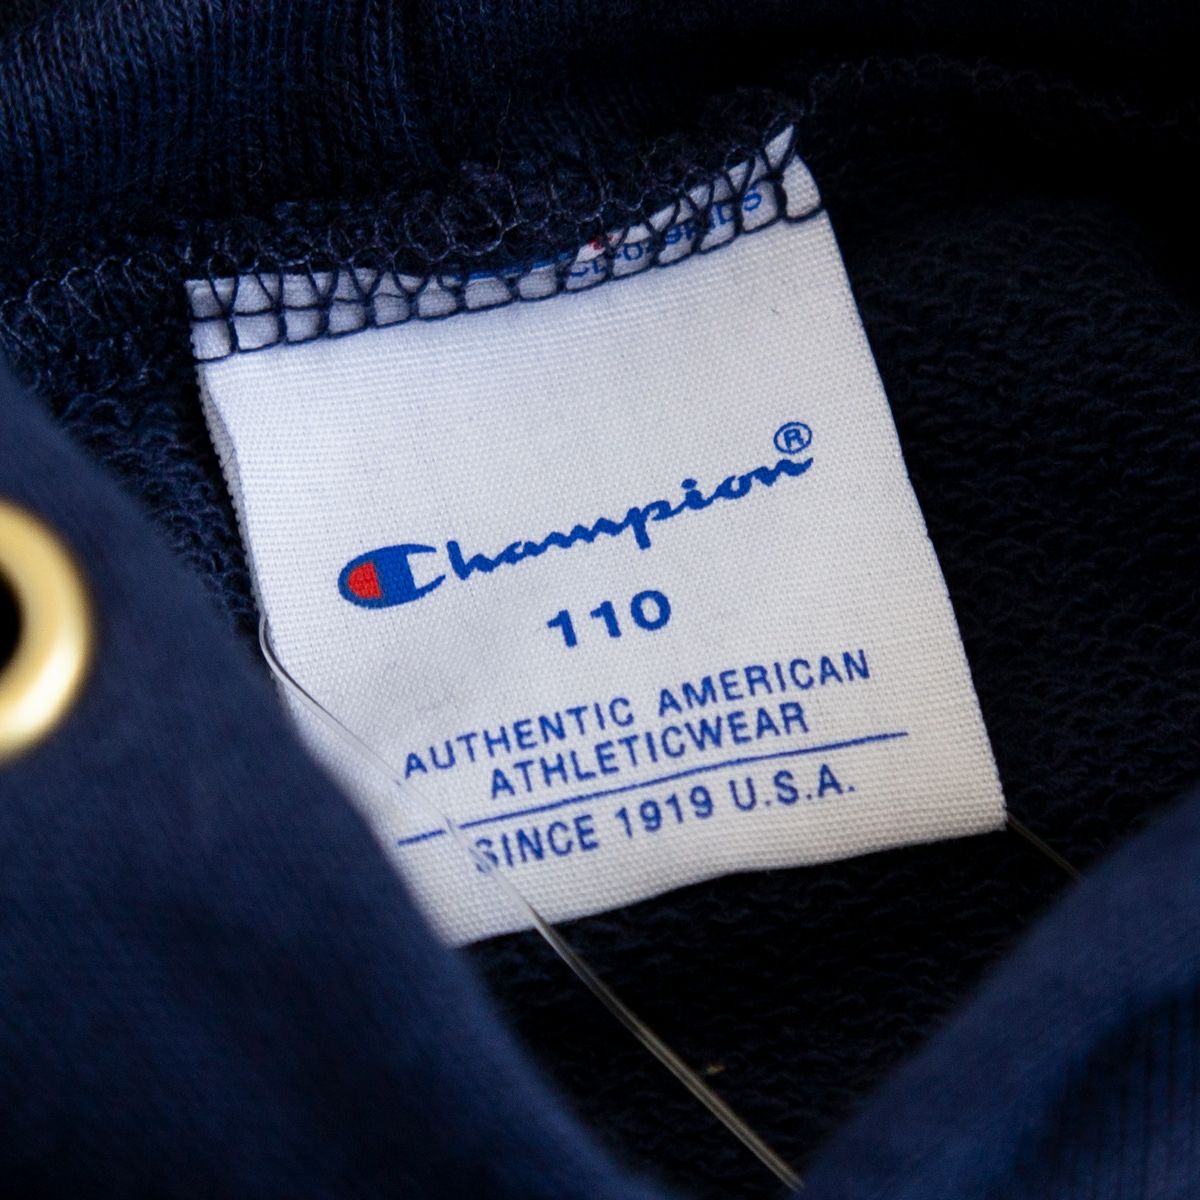 Champion®
110
AUTHENTIC AMERICAN
ATHLETICWEAR
SINCE 1919 U.S.A.